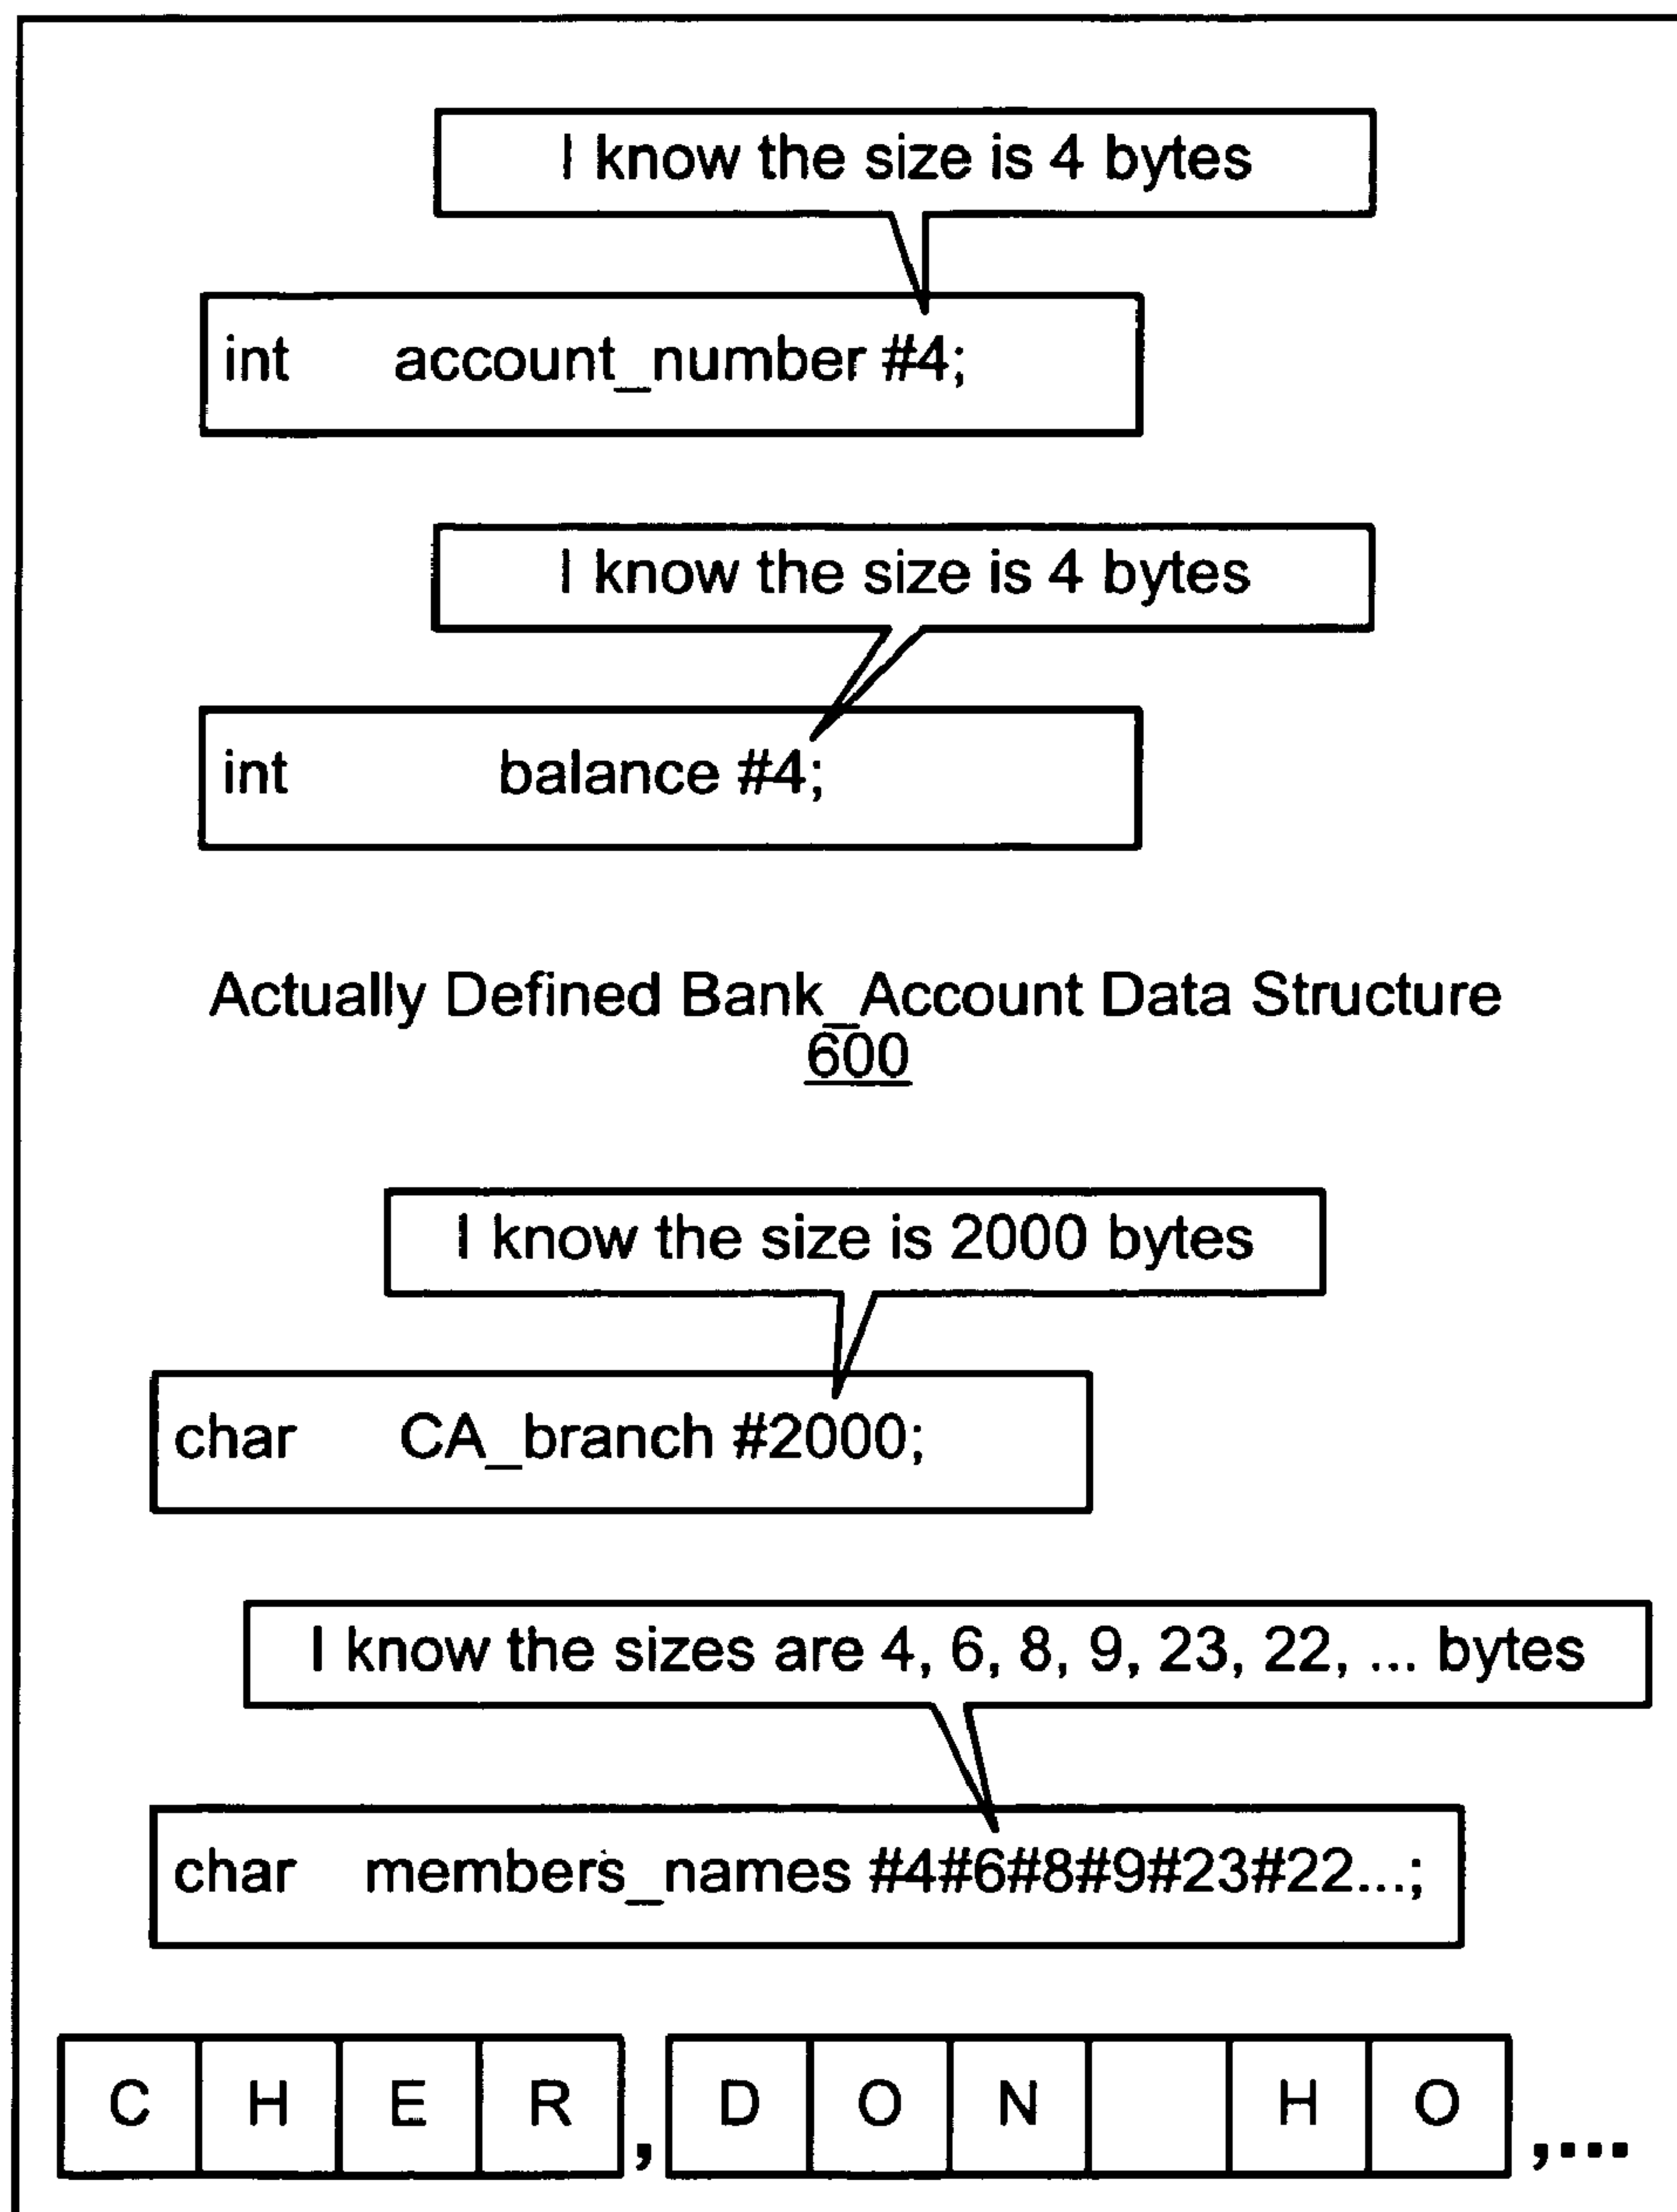 I know the size is 4 bytes
int account_number #4;
I know the size is 4 bytes
int balance #4;
Actually Defined Bank_Account Data Structure
600
I know the size is 2000 bytes
char CA_branch #2000;
I know the sizes are 4, 6, 8, 9, 23, 22, ... bytes
char members_names #4#6#8#9#23#22...;
C H E R , D O N H O ,...